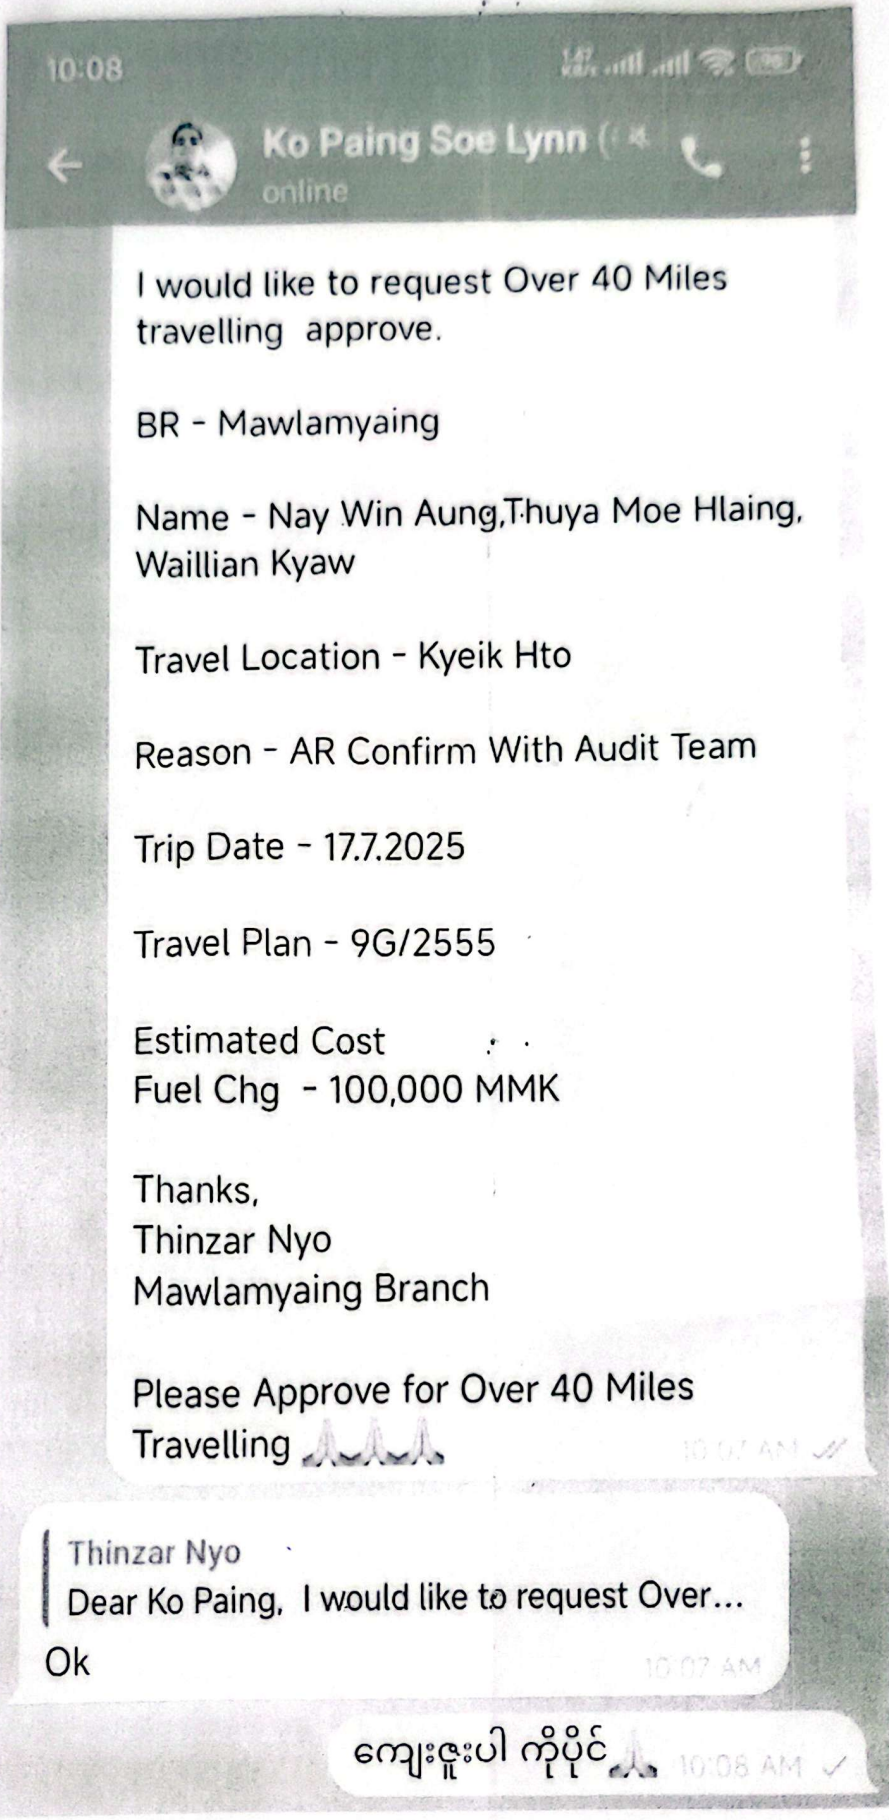 10:08
Ko Paing Soe Lynn (
online
I would like to request Over 40 Miles
travelling approve.
BR - Mawlamyaing
Name - Nay Win Aung,Thuya Moe Hlaing,
Waillian Kyaw
Travel Location - Kyeik Hto
Reason - AR Confirm With Audit Team
Trip Date - 17.7.2025
Travel Plan - 9G/2555
Estimated Cost
Fuel Chg - 100,000 MMK
Thanks,
Thinzar Nyo
Mawlamyaing Branch
Please Approve for Over 40 Miles
Travelling 🙏🙏🙏
10:07 AM
Thinzar Nyo
Dear Ko Paing, I would like to request Over...
Ok
10:07 AM
ကျေးဇူးပါ ကိုပိုင်🙏 10:08 AM